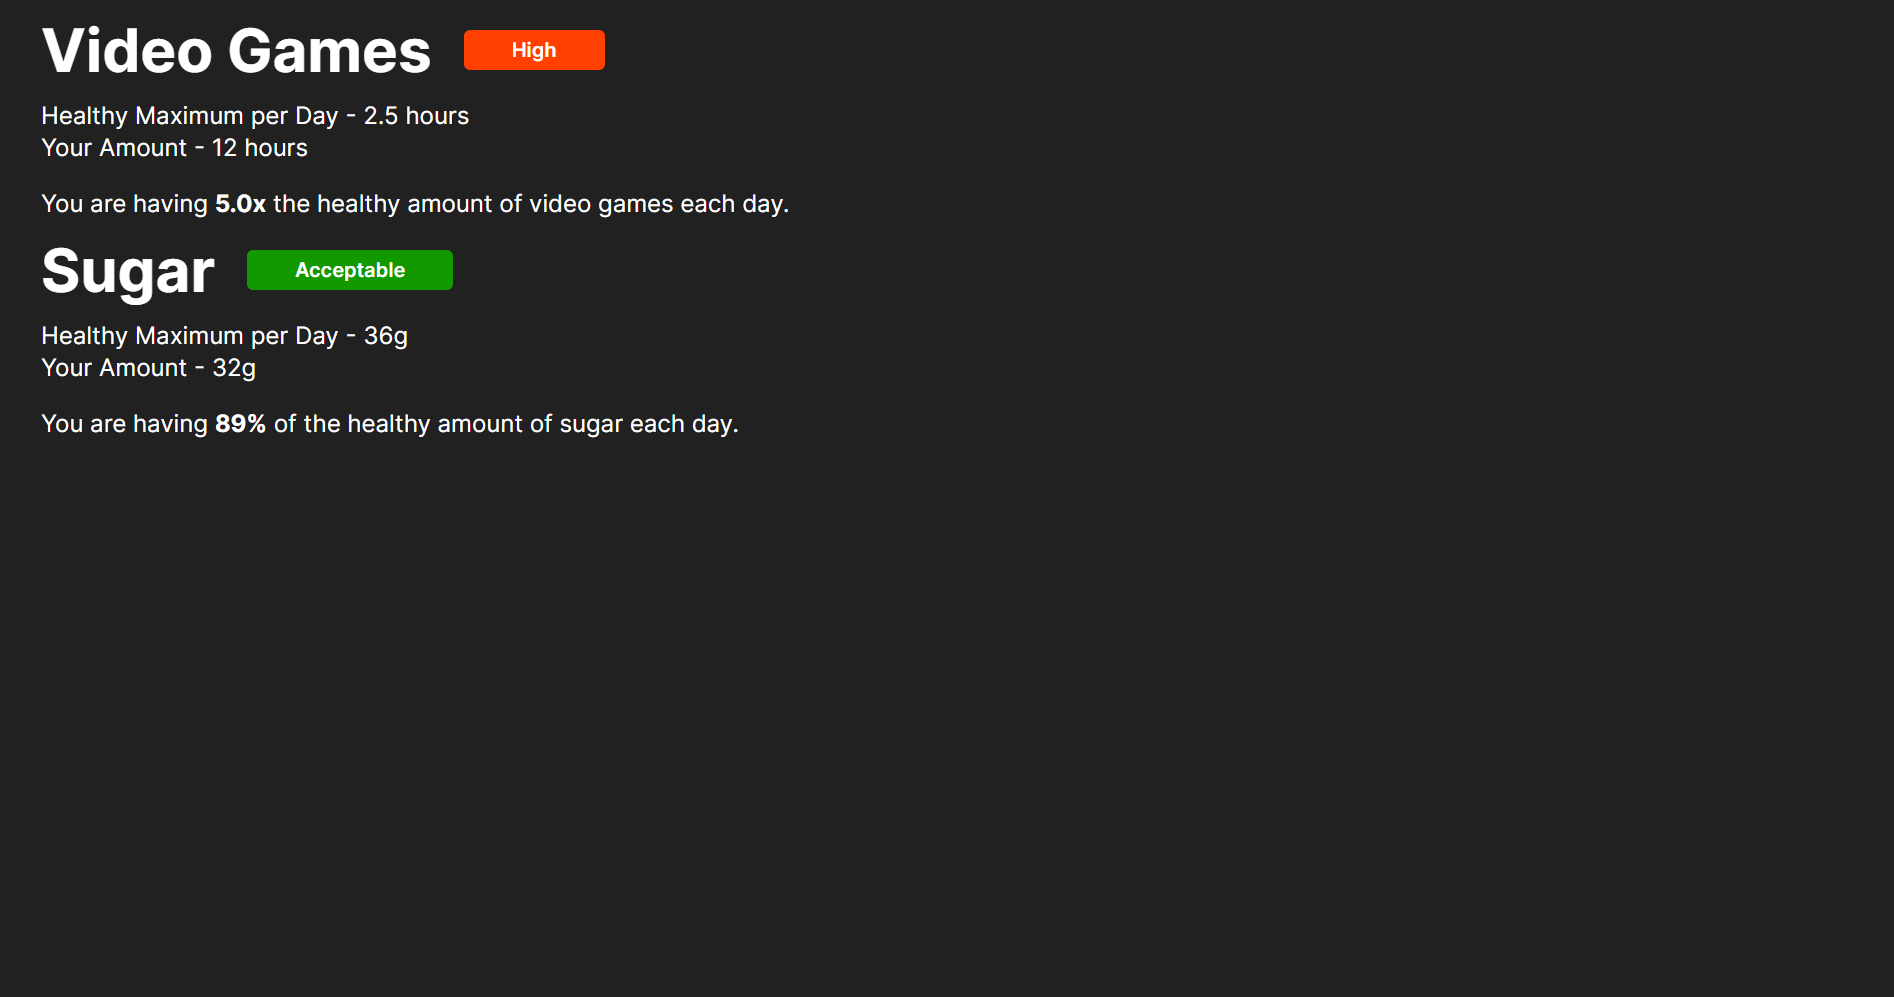 Video Games High
Healthy Maximum per Day - 2.5 hours
Your Amount - 12 hours
You are having 5.0x the healthy amount of video games each day.
Sugar Acceptable
Healthy Maximum per Day - 36g
Your Amount - 32g
You are having 89% of the healthy amount of sugar each day.